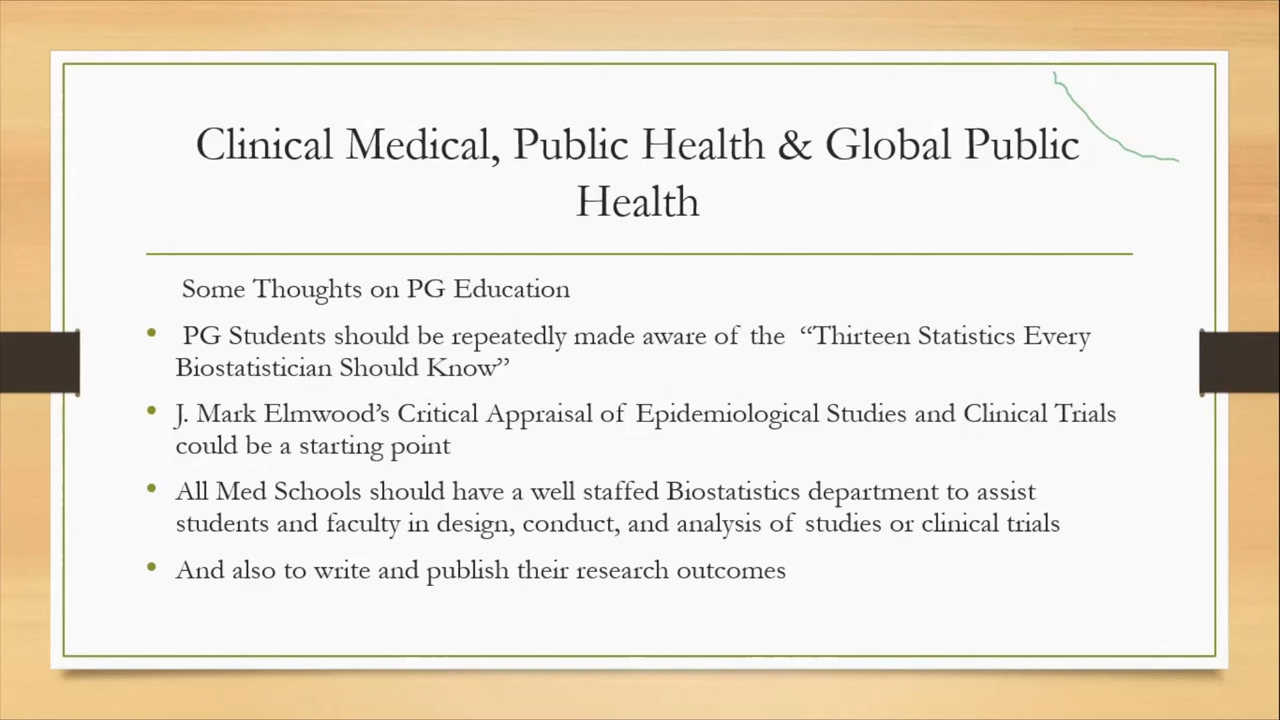 Clinical Medical, Public Health & Global Public
Health
Some Thoughts on PG Education
• PG Students should be repeatedly made aware of the “Thirteen Statistics Every
Biostatistician Should Know”
• J. Mark Elmwood’s Critical Appraisal of Epidemiological Studies and Clinical Trials
could be a starting point
• All Med Schools should have a well staffed Biostatistics department to assist
students and faculty in design, conduct, and analysis of studies or clinical trials
• And also to write and publish their research outcomes